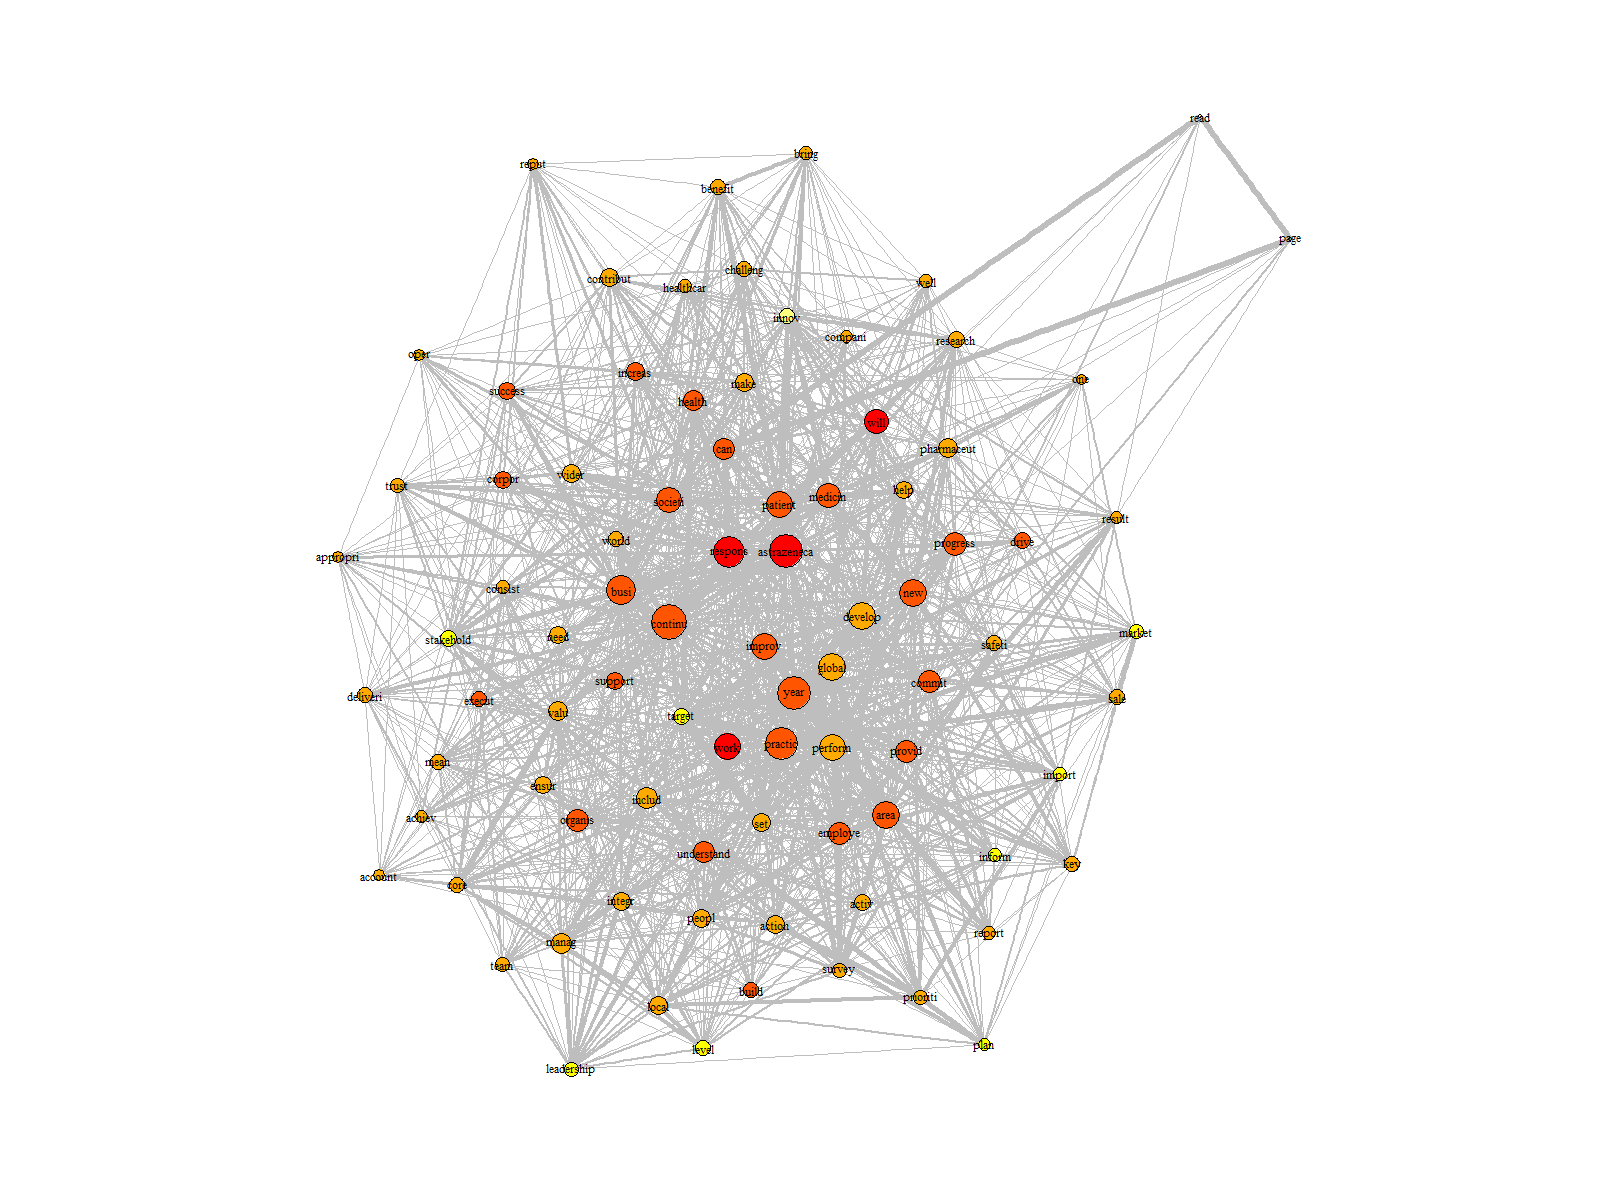 read
bring
reput
benefit
page
challeng
contribut
well
healthcar
innov
compani
research
oper
increas
one
make
success
health
will
can
pharmaceut
wider
corpor
trust
help
medicin
societi
patient
result
world
progress
drive
respons
astrazeneca
appropri
consist
busi
new
develop
continu
market
need
stakehold
safeti
improv
global
support
commit
year
deliveri
execut
sale
valu
target
practic
work
perform
provid
mean
import
ensur
includ
area
achiev
organis
set
employe
understand
inform
key
account
core
integr
activ
peopl
action
report
manag
team
survey
build
prioriti
local
plan
level
leadership